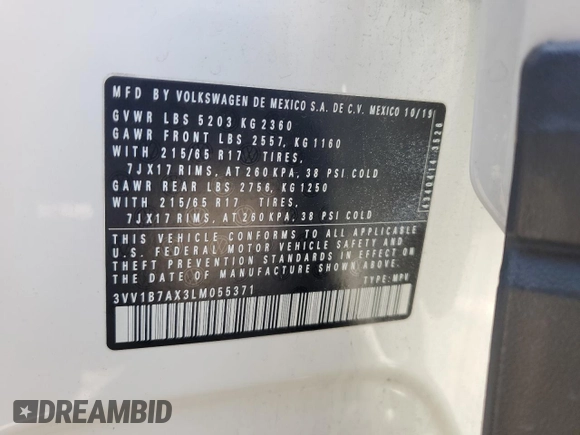 MFD BY VOLKSWAGEN DE MEXICO S.A. DE C.V. MEXICO 10/19
GVWR LBS 5203 KG 2360
GAWR FRONT LBS 2557, KG 1160
WITH 215/65 R17 TIRES,
7JX17 RIMS, AT 260 KPA, 38 PSI COLD
GAWR REAR LBS 2756, KG 1250
WITH 215/65 R17 TIRES,
7JX17 RIMS, AT 260 KPA, 38 PSI COLD
THIS VEHICLE CONFORMS TO ALL APPLICABLE
U.S. FEDERAL MOTOR VEHICLE SAFETY AND
THEFT PREVENTION STANDARDS IN EFFECT ON
THE DATE OF MANUFACTURE SHOWN ABOVE
3VV1B7AX3LM055371 TYPE: MPV
DREAMBID